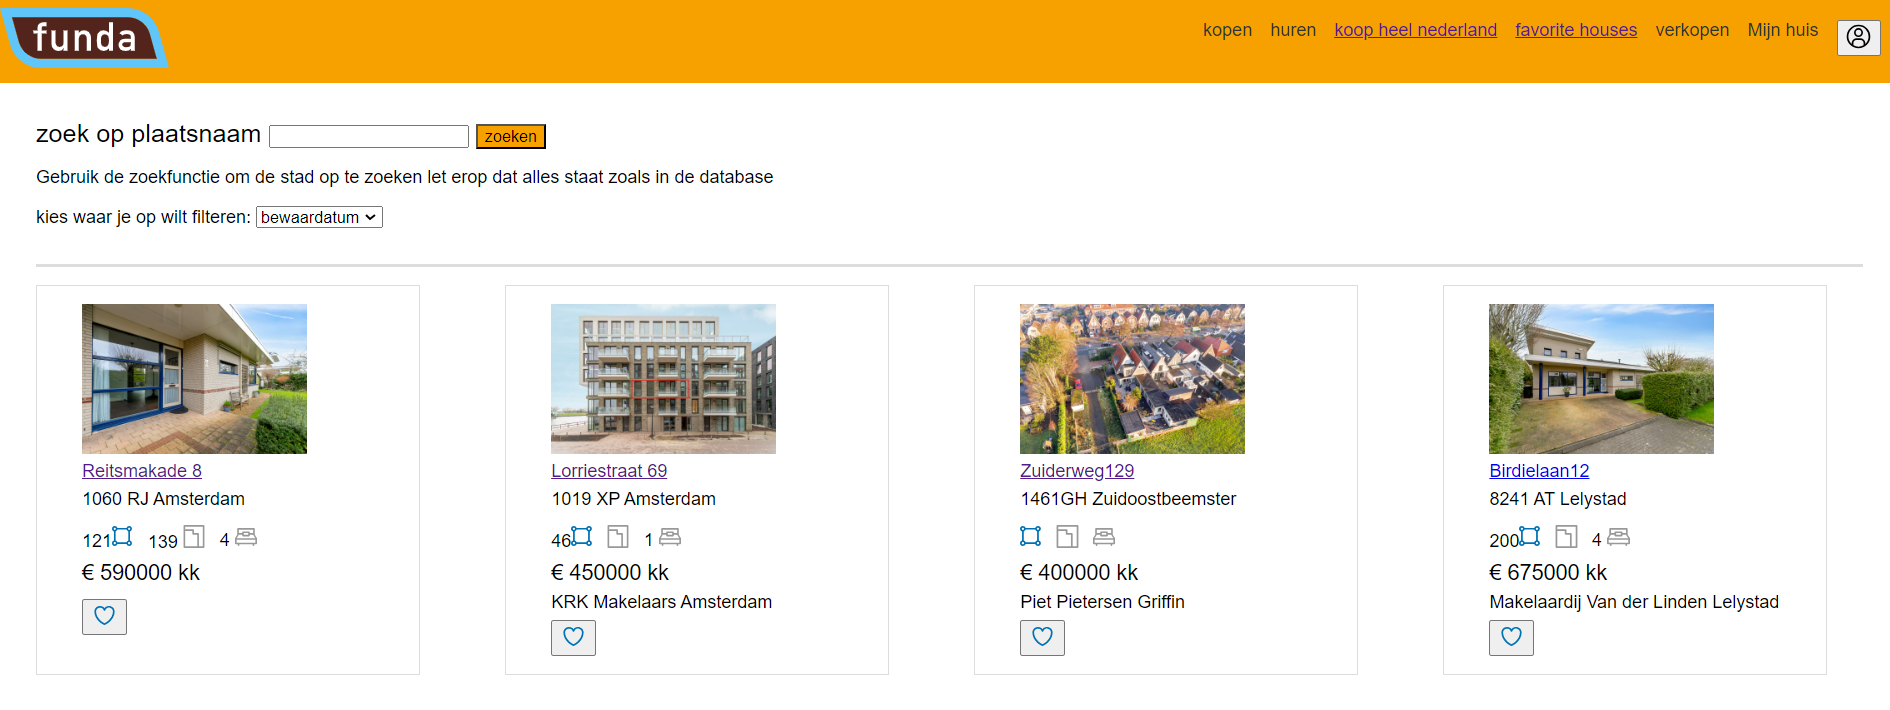 funda
kopen huren koop heel nederland favorite houses verkopen Mijn huis
zoek op plaatsnaam zoeken
Gebruik de zoekfunctie om de stad op te zoeken let erop dat alles staat zoals in de database
kies waar je op wilt filteren: bewaardatum
Reitsmakade 8
1060 RJ Amsterdam
121 139 4
€ 590000 kk
Lorriestraat 69
1019 XP Amsterdam
46 1
€ 450000 kk
KRK Makelaars Amsterdam
Zuiderweg129
1461GH Zuidoostbeemster
€ 400000 kk
Piet Pietersen Griffin
Birdielaan12
8241 AT Lelystad
200 4
€ 675000 kk
Makelaardij Van der Linden Lelystad